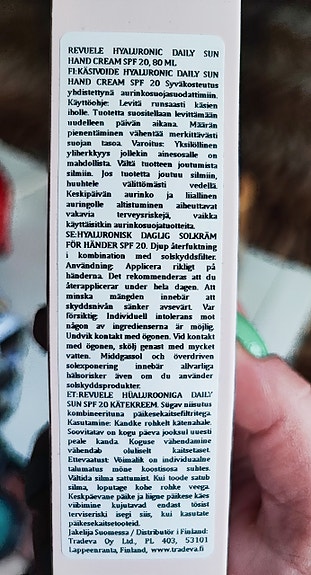 REVUELE HYALURONIC DAILY SUN
HAND CREAM SPF 20, 80 ML
FI:KÄSIVOIDE HYALURONIC DAILY SUN
HAND CREAM SPF 20 Syväkosteutus
yhdistettynä aurinkosuojasuodattimiin.
Käyttöohje: Levitä runsaasti käsien
iholle. Tuotetta suositellaan levittämään
uudelleen päivän aikana. Määrän
pienentäminen vähentää merkittävästi
suojan tasoa. Varoitus: Yksilöllinen
yliherkkyys jollekin ainesosalle on
mahdollista. Vältä tuotteen joutumista
silmiin. Jos tuotetta joutuu silmiin,
huuhtele välittömästi vedellä.
Keskipäivän aurinko ja liiallinen
auringolle altistuminen aiheuttavat
vakavia terveysriskejä, vaikka
käyttäisitkin aurinkosuojatuotteita.
SE:HYALURONISK DAGLIG SOLKRÄM
FÖR HÄNDER SPF 20. Djup återfuktning
i kombination med solskyddsfilter.
Användning: Applicera rikligt på
händerna. Det rekommenderas att du
återapplicerar under hela dagen. Att
minska mängden innebär att
skyddsnivån sänker avsevärt. Var
försiktig: Individuell intolerans mot
någon av ingredienserna är möjlig.
Undvik kontakt med ögonen. Vid kontakt
med ögonen, skölj genast med mycket
vatten. Middgassol och överdriven
solexponering innebär allvarliga
hälsorisker även om du använder
solskyddsprodukter.
ET:REVUELE HÜALUROONIGA DAILY
SUN SPF 20 KÄTEKREEM. Sügav niisutus
kombineerituna päikesekaitsefiltritega.
Kasutamine: Kandke rohkelt kätenahale.
Soovitatav on kogu päeva jooksul uuesti
peale kanda. Koguse vähendamine
vähendab oluliselt kaitsetaset.
Ettevaatust: Võimalik on individuaalne
talumatus mõne koostisosa suhtes.
Vältida silma sattumist. Kui toode satub
silma, loputage kohe rohke veega.
Keskpäevane päike ja liigne päikese käes
viibimine kujutavad endast tõsist
terviseriski isegi siis, kui kasutate
päikesekaitsetooteid.
Jakelija Suomessa / Distributör i Finland:
Tradeva Oy Ltd., PL 403, 53101
Lappeenranta, Finland, www.tradeva.fi